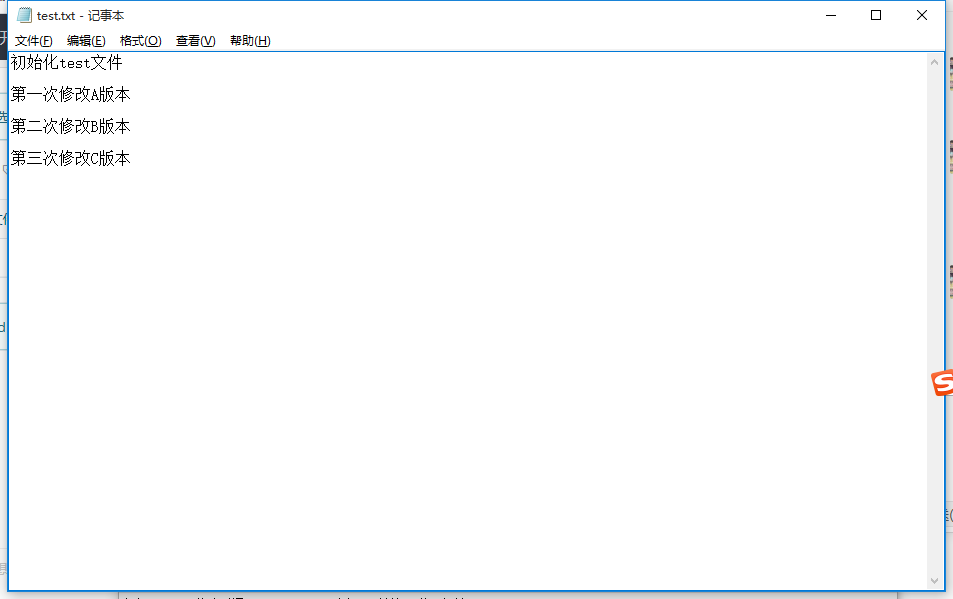 test.txt - 记事本
文件(F) 编辑(E) 格式(O) 查看(V) 帮助(H)
初始化test文件
第一次修改A版本
第二次修改B版本
第三次修改C版本